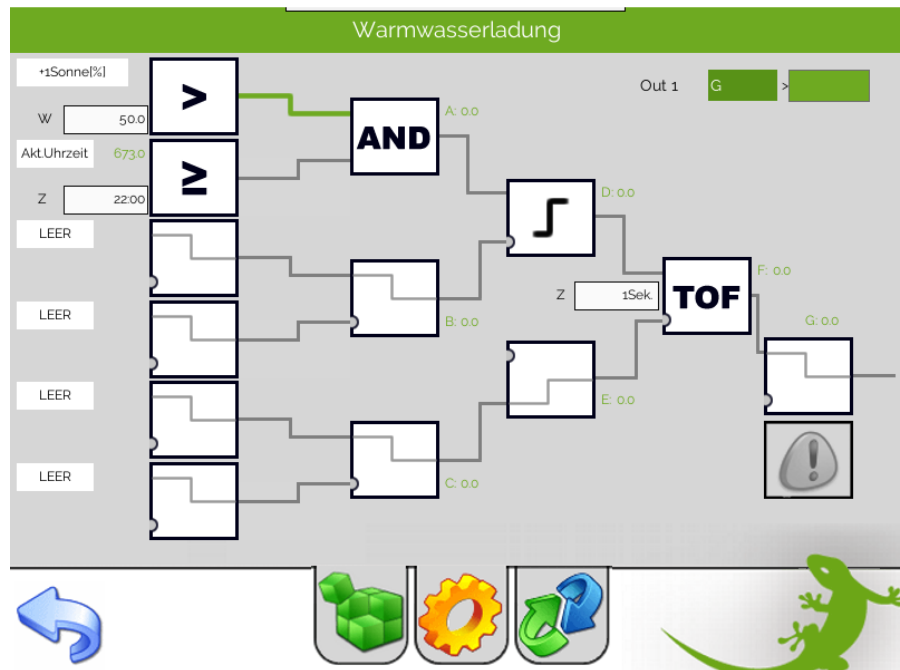 Warmwasserladung
+1Sonne[%]
>
Out 1 G >
W 50.0
A: 0.0
AND
Akt.Uhrzeit 673.0
≥
Z 22:00
D: 0.0
LEER
F: 0.0
Z 1Sek.
TOF
LEER
B: 0.0
G: 0.0
LEER
E: 0.0
LEER
C: 0.0